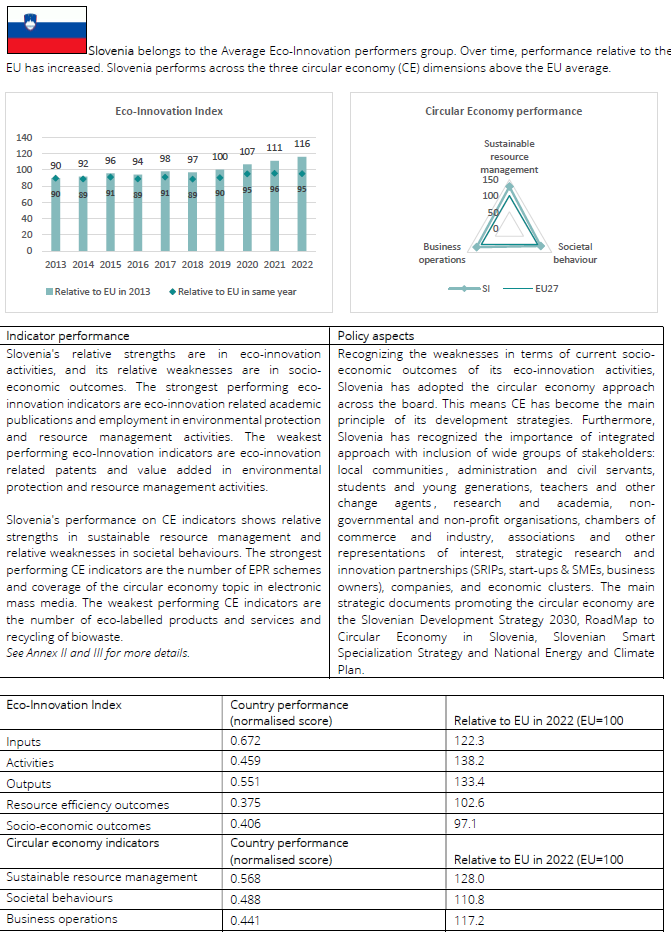 Slovenia belongs to the Average Eco-Innovation performers group. Over time, performance relative to the
EU has increased. Slovenia performs across the three circular economy (CE) dimensions above the EU average.
Eco-Innovation Index
140
120
100
80
60
40
20
0
90 92 96 94 98 97 100 107 111 116
90 89 91 89 91 89 90 95 96 95
2013 2014 2015 2016 2017 2018 2019 2020 2021 2022
Relative to EU in 2013 Relative to EU in same year
Circular Economy performance
Sustainable
resource
management
150
100
50
0
Business
operations
Societal
behaviour
SI EU27
Indicator performance
Slovenia's relative strengths are in eco-innovation
activities, and its relative weaknesses are in socio-
economic outcomes. The strongest performing eco-
innovation indicators are eco-innovation related academic
publications and employment in environmental protection
and resource management activities. The weakest
performing eco-Innovation indicators are eco-innovation
related patents and value added in environmental
protection and resource management activities.
Slovenia's performance on CE indicators shows relative
strengths in sustainable resource management and
relative weaknesses in societal behaviours. The strongest
performing CE indicators are the number of EPR schemes
and coverage of the circular economy topic in electronic
mass media. The weakest performing CE indicators are
the number of eco-labelled products and services and
recycling of biowaste.
See Annex II and III for more details.
Policy aspects
Recognizing the weaknesses in terms of current socio-
economic outcomes of its eco-innovation activities,
Slovenia has adopted the circular economy approach
across the board. This means CE has become the main
principle of its development strategies. Furthermore,
Slovenia has recognized the importance of integrated
approach with inclusion of wide groups of stakeholders:
local communities, administration and civil servants,
students and young generations, teachers and other
change agents, research and academia, non-
governmental and non-profit organisations, chambers of
commerce and industry, associations and other
representations of interest, strategic research and
innovation partnerships (SRIPs, start-ups & SMEs, business
owners), companies, and economic clusters. The main
strategic documents promoting the circular economy are
the Slovenian Development Strategy 2030, RoadMap to
Circular Economy in Slovenia, Slovenian Smart
Specialization Strategy and National Energy and Climate
Plan.
Eco-Innovation Index Country performance
(normalised score) Relative to EU in 2022 (EU=100
Inputs 0.672 122.3
Activities 0.459 138.2
Outputs 0.551 133.4
Resource efficiency outcomes 0.375 102.6
Socio-economic outcomes 0.406 97.1
Circular economy indicators Country performance
(normalised score) Relative to EU in 2022 (EU=100
Sustainable resource management 0.568 128.0
Societal behaviours 0.488 110.8
Business operations 0.441 117.2